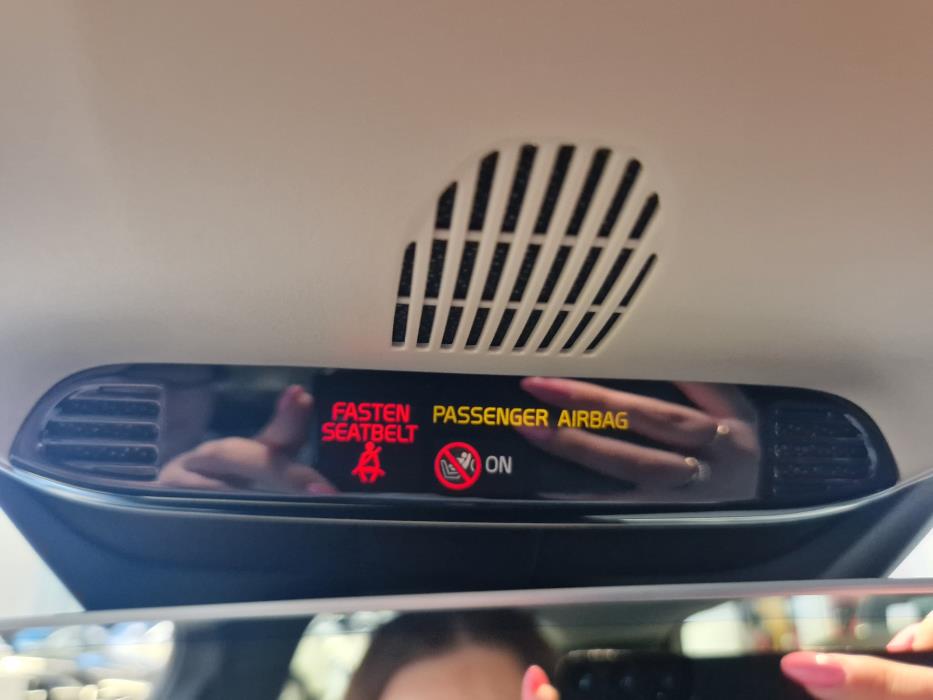 FASTEN
SEATBELT
PASSENGER AIRBAG
ON